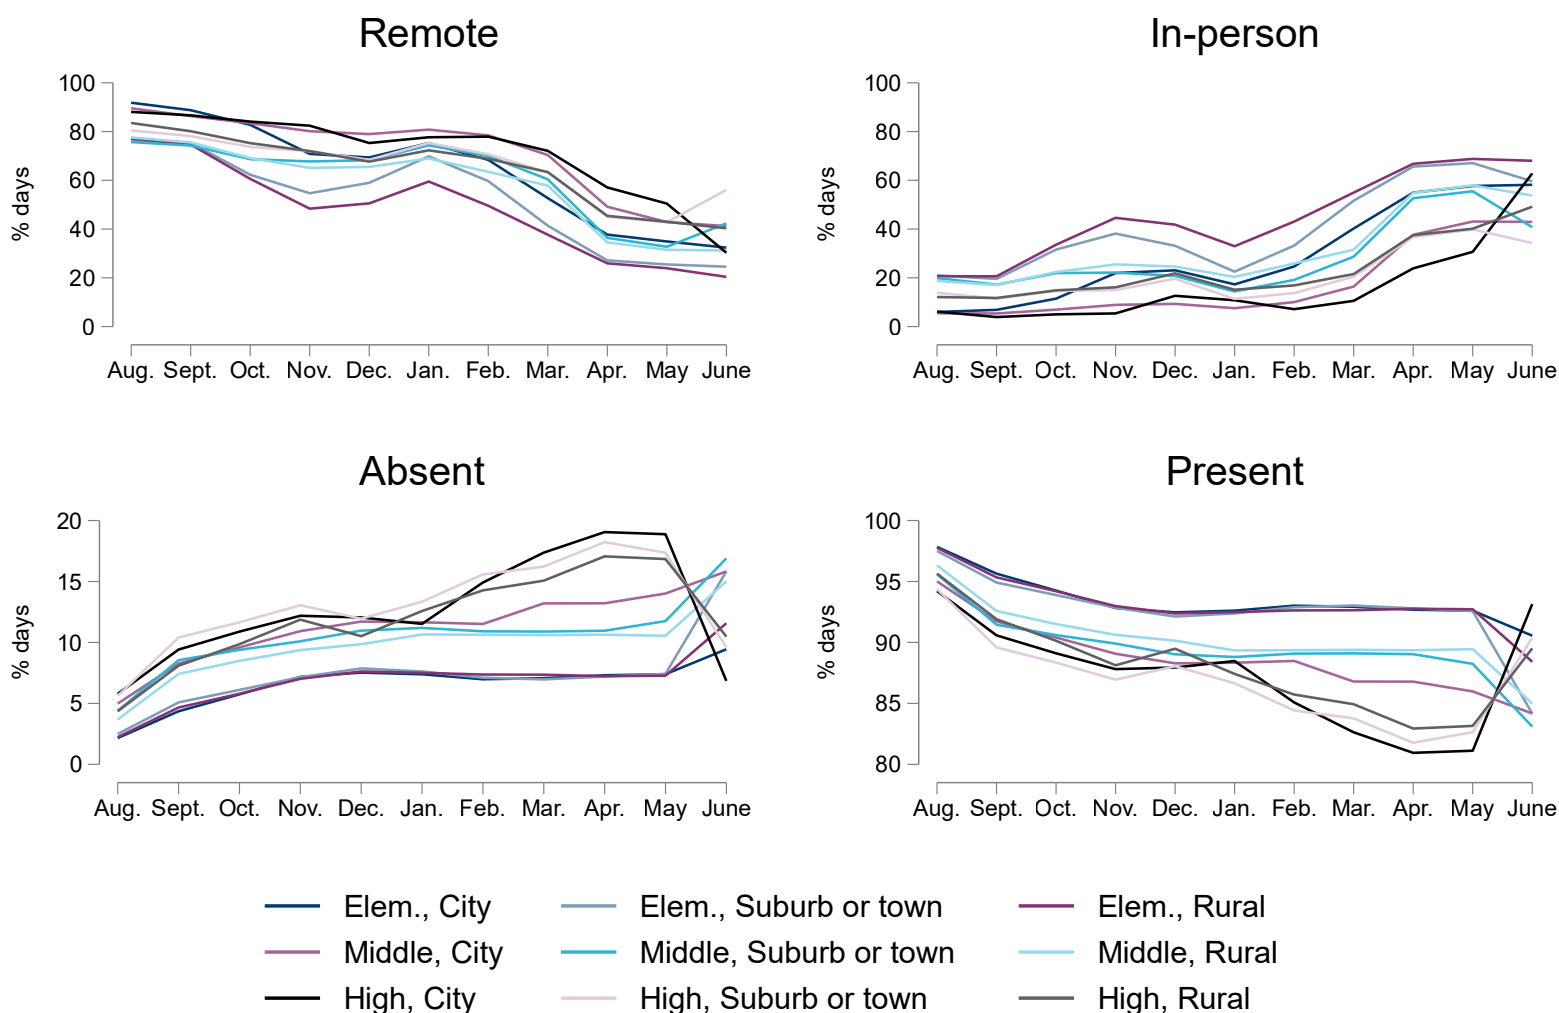 Remote
In-person
% days
100
80
60
40
20
0
Aug. Sept. Oct. Nov. Dec. Jan. Feb. Mar. Apr. May June
% days
100
80
60
40
20
0
Aug. Sept. Oct. Nov. Dec. Jan. Feb. Mar. Apr. May June
Absent
Present
% days
20
15
10
5
0
Aug. Sept. Oct. Nov. Dec. Jan. Feb. Mar. Apr. May June
% days
100
95
90
85
80
Aug. Sept. Oct. Nov. Dec. Jan. Feb. Mar. Apr. May June
Elem., City Elem., Suburb or town Elem., Rural
Middle, City Middle, Suburb or town Middle, Rural
High, City High, Suburb or town High, Rural